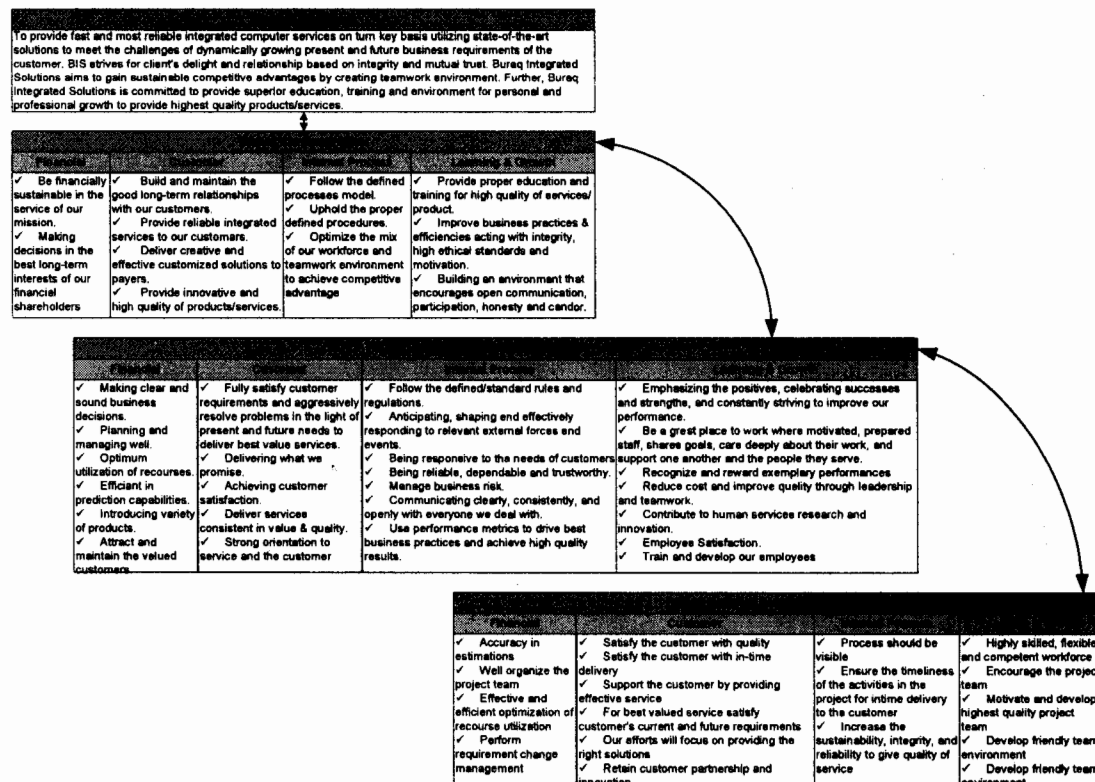 To provide fast and most reliable integrated computer services on turn key basis utilizing state-of-the-art
solutions to meet the challenges of dynamically growing present and future business requirements of the
customer. BIS strives for client's delight and relationship based on integrity and mutual trust. Buraq Integrated
Solutions aims to gain sustainable competitive advantages by creating teamwork environment. Further, Buraq
Integrated Solutions is committed to provide superior education, training and environment for personal and
professional growth to provide highest quality products/services.
Financial
✓ Be financially
sustainable in the
service of our
mission.
✓ Making
decisions in the
best long-term
interests of our
financial
shareholders
✓ Build and maintain the
good long-term relationships
with our customers.
✓ Provide reliable integrated
services to our customars.
✓ Deliver creative and
effective customized solutions to
payers.
✓ Provide innovative and
high quality of products/services.
✓ Follow the defined
processes model.
✓ Uphold the proper
defined procedures.
✓ Optimize the mix
of our workforce and
teamwork environment
to achieve competitive
advantage
✓ Provide proper education and
training for high quality of services/
product.
✓ Improve business practices &
efficiencies acting with integrity,
high ethical standards and
motivation.
✓ Building an environment that
encourages open communication,
participation, honesty and candor.
Financial
✓ Making clear and
sound business
decisions.
✓ Planning and
managing well.
✓ Optimum
utilization of recourses.
✓ Efficiant in
prediction capabilities.
✓ Introducing variety
of products.
✓ Attract and
maintain the valued
customers
Customer
✓ Fully satisfy customer
requirements and aggressively
resolve problems in the light of
present and future needs to
deliver best value services.
✓ Delivering what we
promise.
✓ Achieving customer
satisfaction.
✓ Deliver services
consistent in value & quality.
✓ Strong orientation to
service and the customer
✓ Follow the defined/standard rules and
regulations.
✓ Anticipating, shaping end effectively
responding to relevant external forces end
events.
✓ Being responsive to the needs of customers
✓ Being reliable, dependable and trustworthy.
✓ Manage business risk.
✓ Communicating clearly, consistently, and
openly with everyone we deal with.
✓ Use performance metrics to drive best
business practices and achieve high quality
results.
✓ Emphasizing the positives, celebrating successes
and strengths, and constantly striving to improve our
performance.
✓ Be a great place to work where motivated, prepared
staff, shares goals, care deeply about their work, and
support one another and the people they serve.
✓ Recognize and reward exemplary performances
✓ Reduce cost and improve quality through leadership
and teamwork.
✓ Contribute to human services research and
innovation.
✓ Employee Satisfaction.
✓ Train and develop our employees
Financial
✓ Accuracy in
estimations
✓ Well organize the
project team
✓ Effective and
efficient optimization of
recourse utilization
✓ Perform
requirement change
management
Customer
✓ Satisfy the customer with quality
✓ Satisfy the customer with in-time
delivery
✓ Support the customer by providing
effective service
✓ For best valued service satisfy
customer's current and future requirements
✓ Our efforts will focus on providing the
right solutions
✓ Retain customer partnership and
innovation
✓ Process should be
visible
✓ Ensure the timeliness
of the activities in the
project for intime delivery
to the customer
✓ Increase the
sustainability, integrity, and
reliability to give quality of
service
✓ Highly skilled, flexible
and competent workforce
✓ Encourage the project
team
✓ Motivate and develop
highest quality project
team
✓ Develop friendly team
environment
✓ Develop friendly team
environment